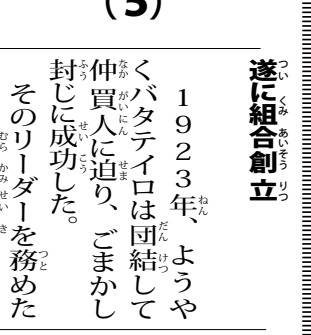 (5)
遂に組合創立
1923年、ようや
くバタテイロは団結して
仲買人に迫り、ごまかし
封じに成功した。
そのリーダーを務めた